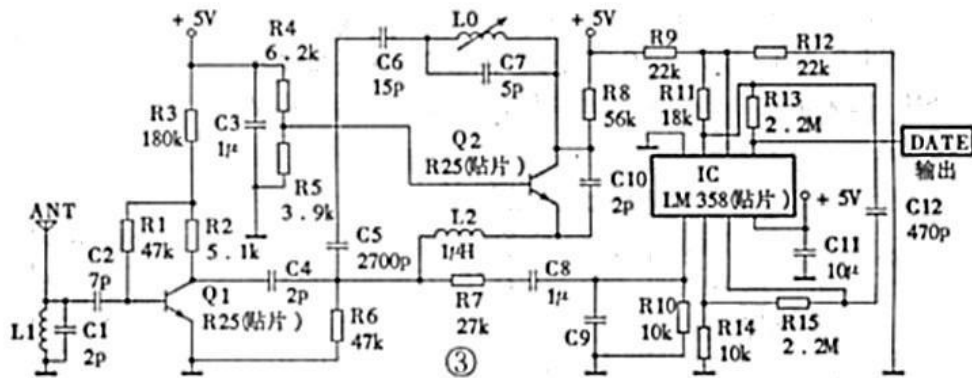 + 5V
R4
6.2k
L0
C6
15p
C7
5p
+ 5V
R9
22k
R12
22k
R3
180k
C3
1μ
R8
56k
R11
18k
R13
2.2M
Q2
R25(贴片)
R5
3.9k
C10
2p
IC
LM358(贴片)
DATE
输出
+ 5V
ANT
R1
47k
R2
5.1k
C5
2700p
L2
1μH
C12
470p
C2
7p
C4
2p
C8
1μ
C11
10μ
L1
C1
2p
Q1
R25(贴片)
R6
47k
R7
27k
C9
R10
10k
R14
10k
R15
2.2M
③